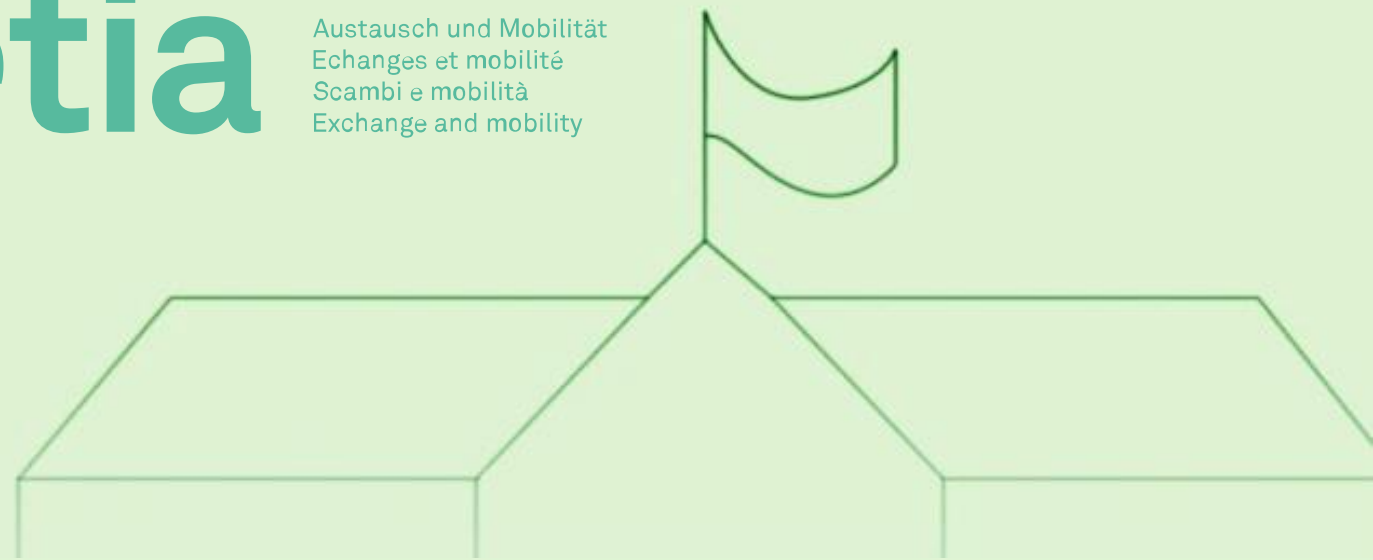 tia
Austausch und Mobilität
Echanges et mobilité
Scambi e mobilità
Exchange and mobility